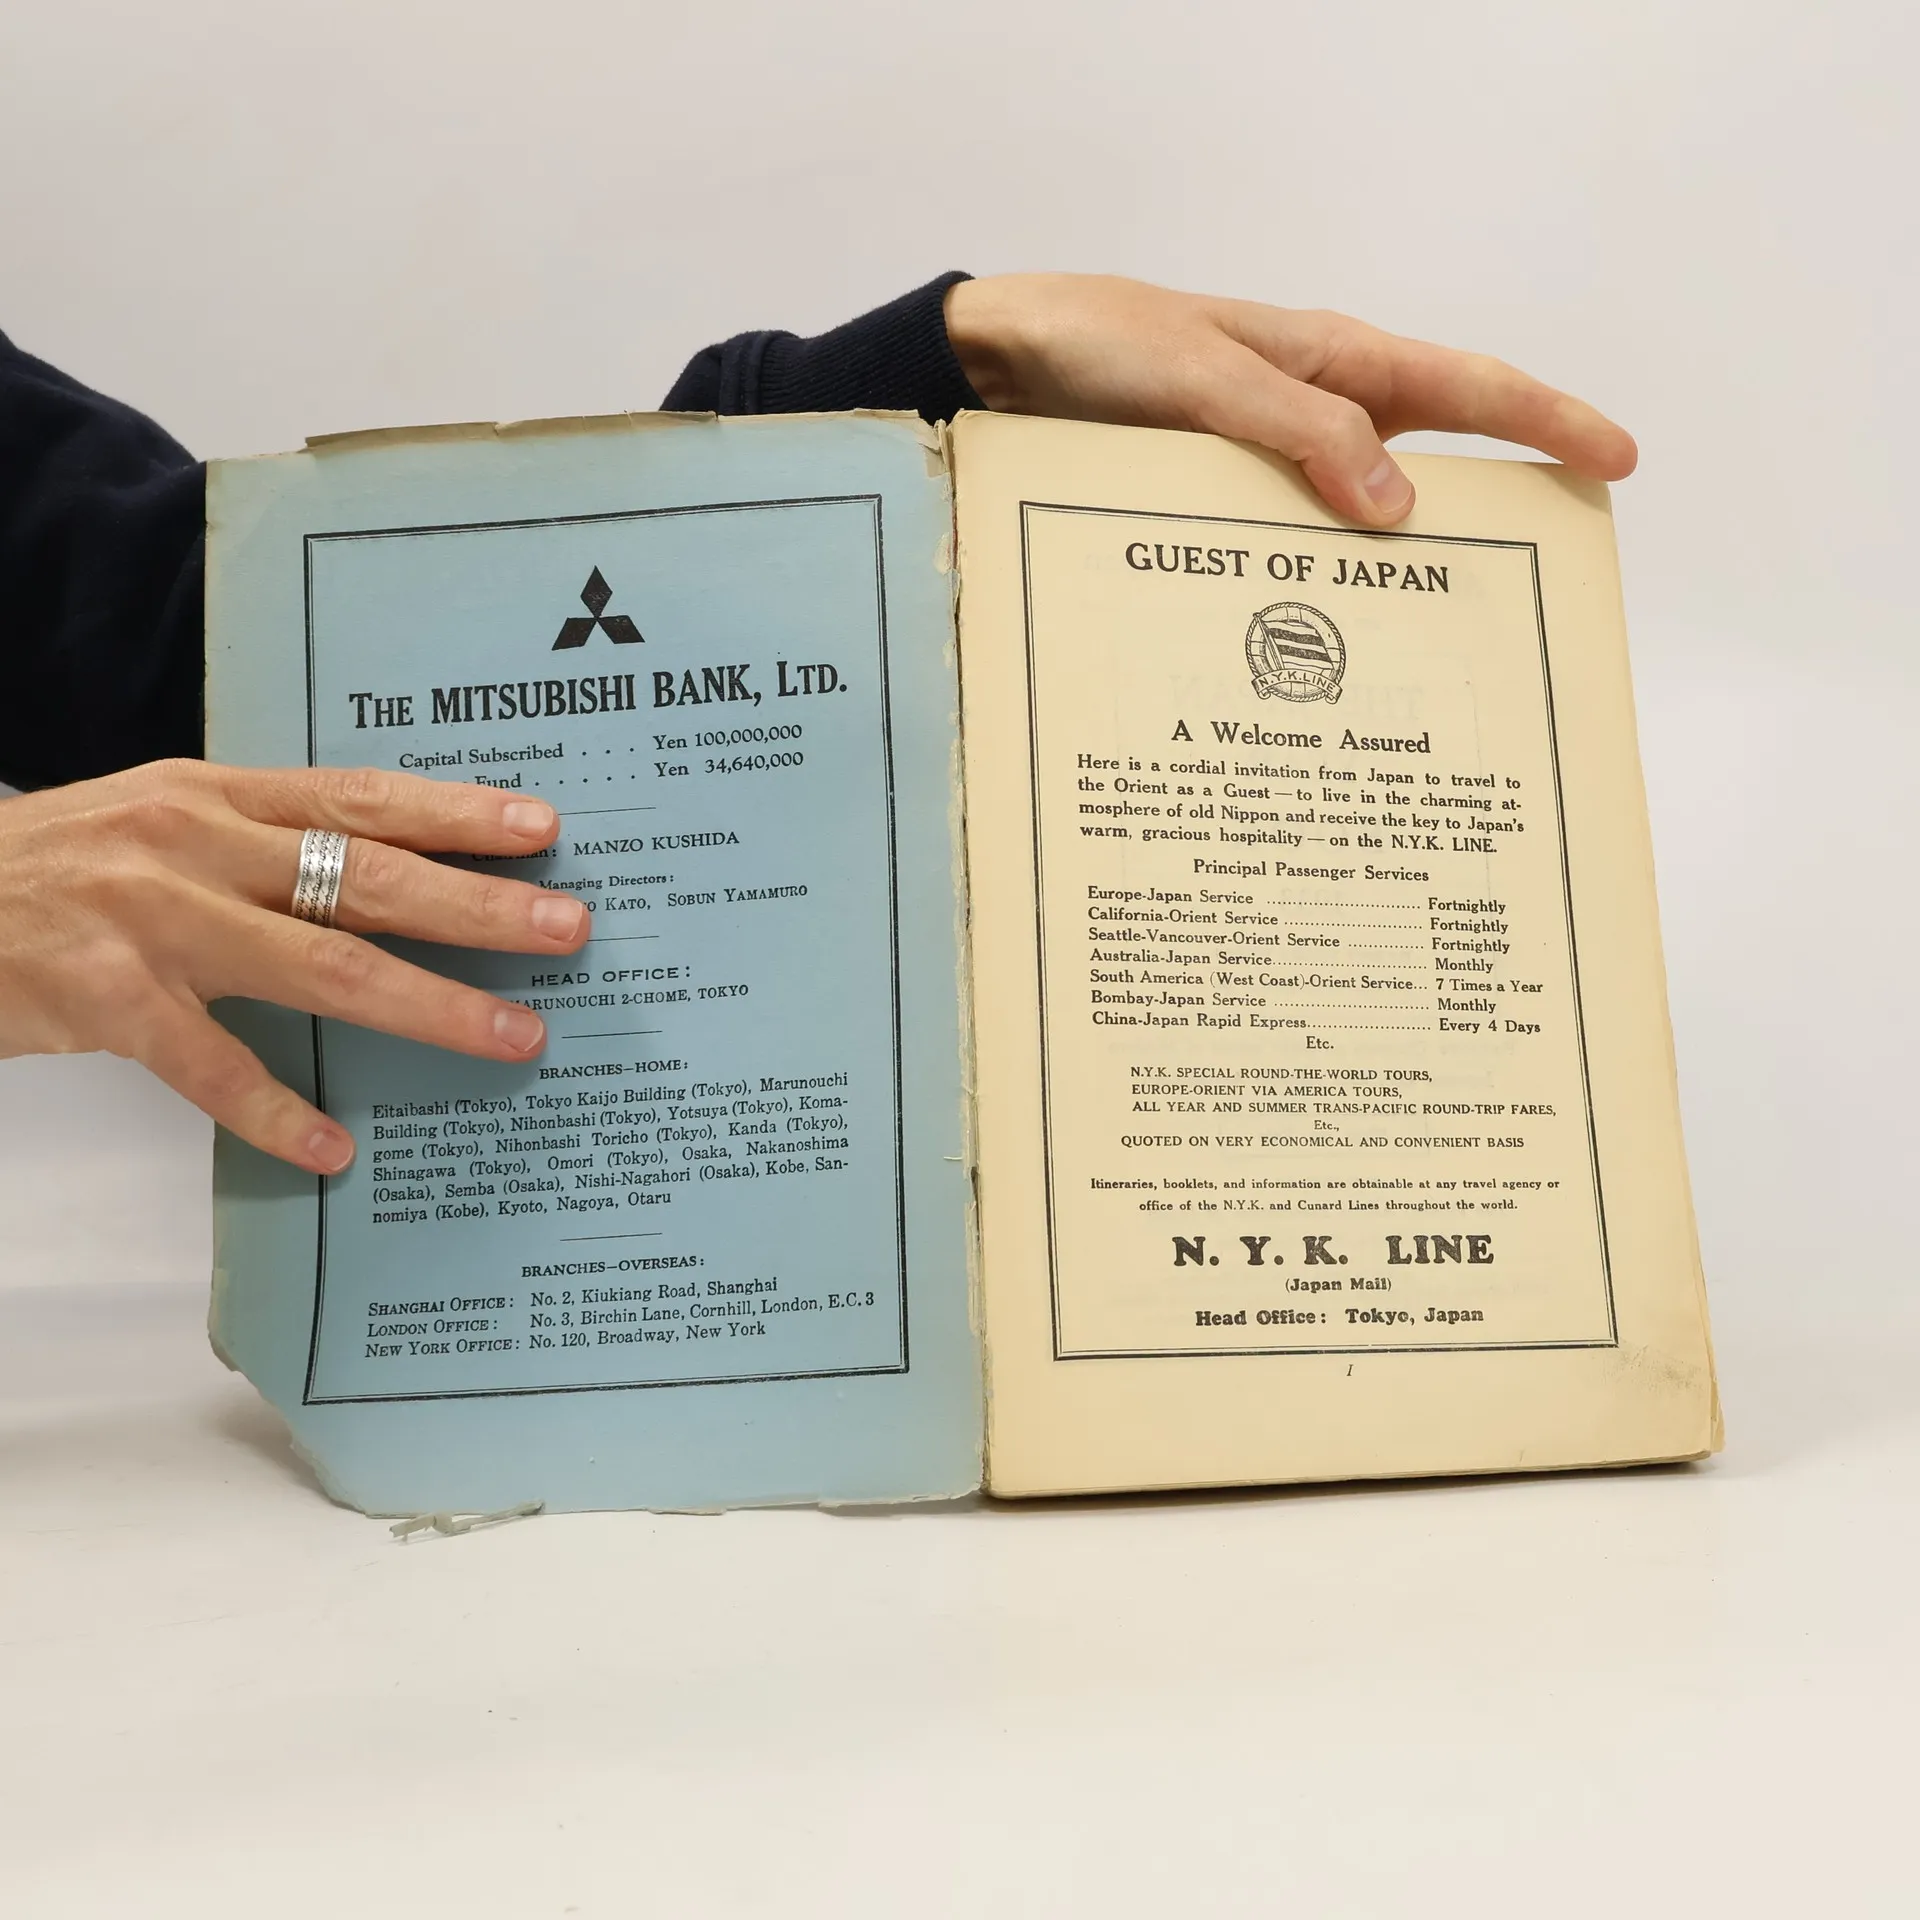 THE MITSUBISHI BANK, LTD.
Capital Subscribed . . . Yen 100,000,000
Fund . . . . . Yen 34,640,000
MANZO KUSHIDA
Managing Directors:
KATO, SOBUN YAMAMURO
HEAD OFFICE:
MARUNOUCHI 2-CHOME, TOKYO
BRANCHES—HOME:
Eitaibashi (Tokyo), Tokyo Kaijo Building (Tokyo), Marunouchi
Building (Tokyo), Nihonbashi (Tokyo), Yotsuya (Tokyo), Koma-
gome (Tokyo), Nihonbashi Toricho (Tokyo), Kanda (Tokyo),
Shinagawa (Tokyo), Omori (Tokyo), Osaka, Nakanoshima
(Osaka), Semba (Osaka), Nishi-Nagahori (Osaka), Kobe, San-
nomiya (Kobe), Kyoto, Nagoya, Otaru
BRANCHES—OVERSEAS:
SHANGHAI OFFICE: No. 2, Kiukiang Road, Shanghai
LONDON OFFICE: No. 3, Birchin Lane, Cornhill, London, E.C. 3
NEW YORK OFFICE: No. 120, Broadway, New York
GUEST OF JAPAN
N.Y.K.LINE
A Welcome Assured
Here is a cordial invitation from Japan to travel to
the Orient as a Guest — to live in the charming at-
mosphere of old Nippon and receive the key to Japan's
warm, gracious hospitality — on the N.Y.K. LINE.
Principal Passenger Services
Europe-Japan Service ............................ Fortnightly
California-Orient Service ......................... Fortnightly
Seattle-Vancouver-Orient Service .............. Fortnightly
Australia-Japan Service............................ Monthly
South America (West Coast)-Orient Service... 7 Times a Year
Bombay-Japan Service ............................ Monthly
China-Japan Rapid Express...................... Every 4 Days
Etc.
N.Y.K. SPECIAL ROUND-THE-WORLD TOURS,
EUROPE-ORIENT VIA AMERICA TOURS,
ALL YEAR AND SUMMER TRANS-PACIFIC ROUND-TRIP FARES,
Etc.,
QUOTED ON VERY ECONOMICAL AND CONVENIENT BASIS
Itineraries, booklets, and information are obtainable at any travel agency or
office of the N.Y.K. and Cunard Lines throughout the world.
N. Y. K. LINE
(Japan Mail)
Head Office: Tokyo, Japan
I